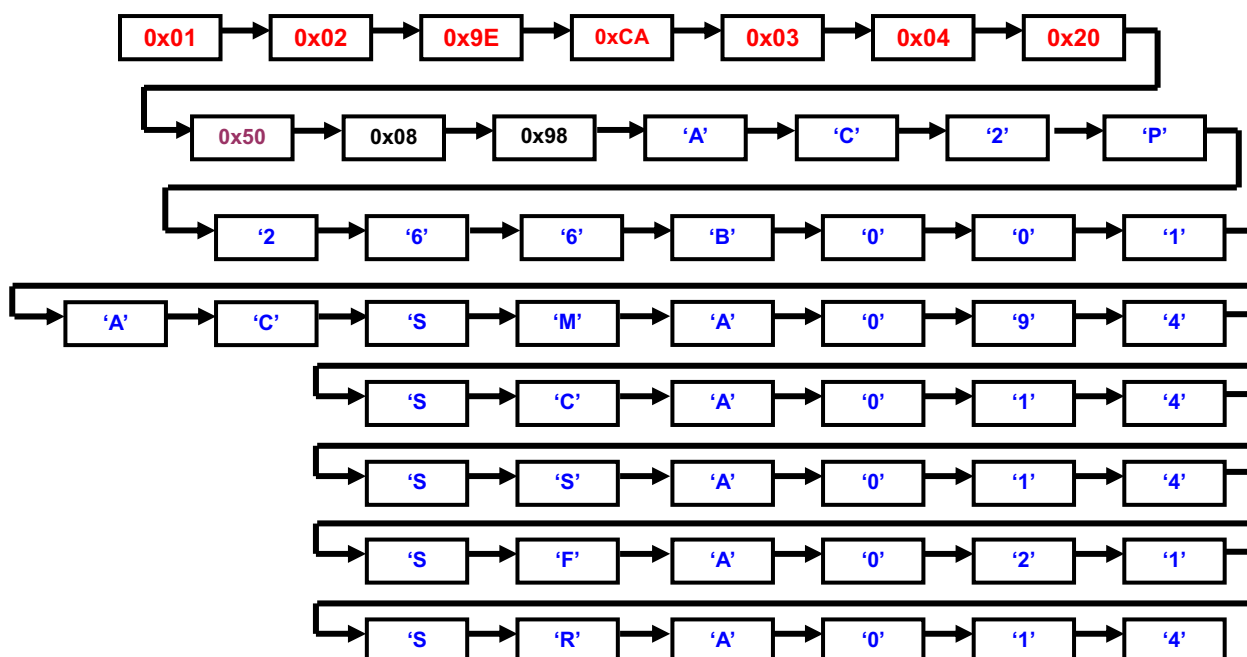 0x01 0x02 0x9E 0xCA 0x03 0x04 0x20
0x50 0x08 0x98 ‘A’ ‘C’ ‘2’ ‘P’
‘2 ‘6’ ‘6’ ‘B’ ‘0’ ‘0’ ‘1’
‘A’ ‘C’ ‘S ‘M’ ‘A’ ‘0’ ‘9’ ‘4’
‘S ‘C’ ‘A’ ‘0’ ‘1’ ‘4’
‘S ‘S’ ‘A’ ‘0’ ‘1’ ‘4’
‘S ‘F’ ‘A’ ‘0’ ‘2’ ‘1’
‘S ‘R’ ‘A’ ‘0’ ‘1’ ‘4’